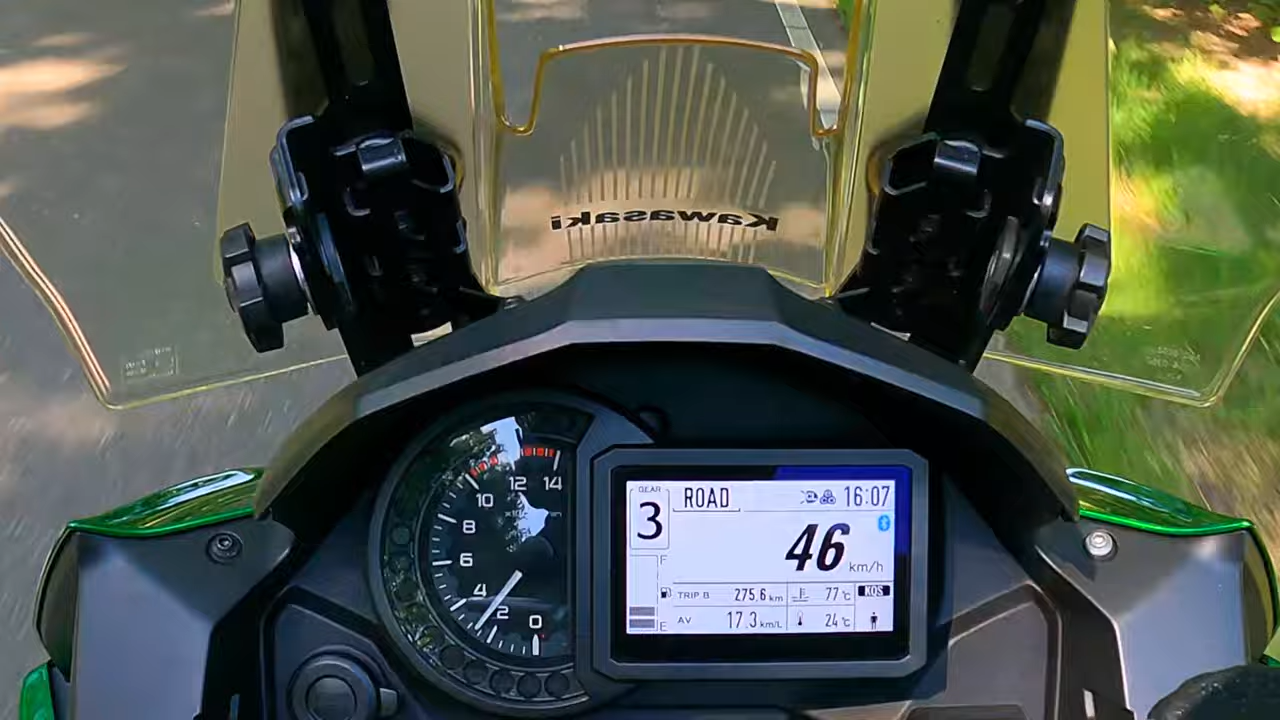 Kawasaki
14
12
10
8
6
4
2
0
GEAR
3
ROAD
16:07
46 km/h
F
E
TRIP B 275.6 km
77 °C
KQS
AV 17.3 km/L
24 °C